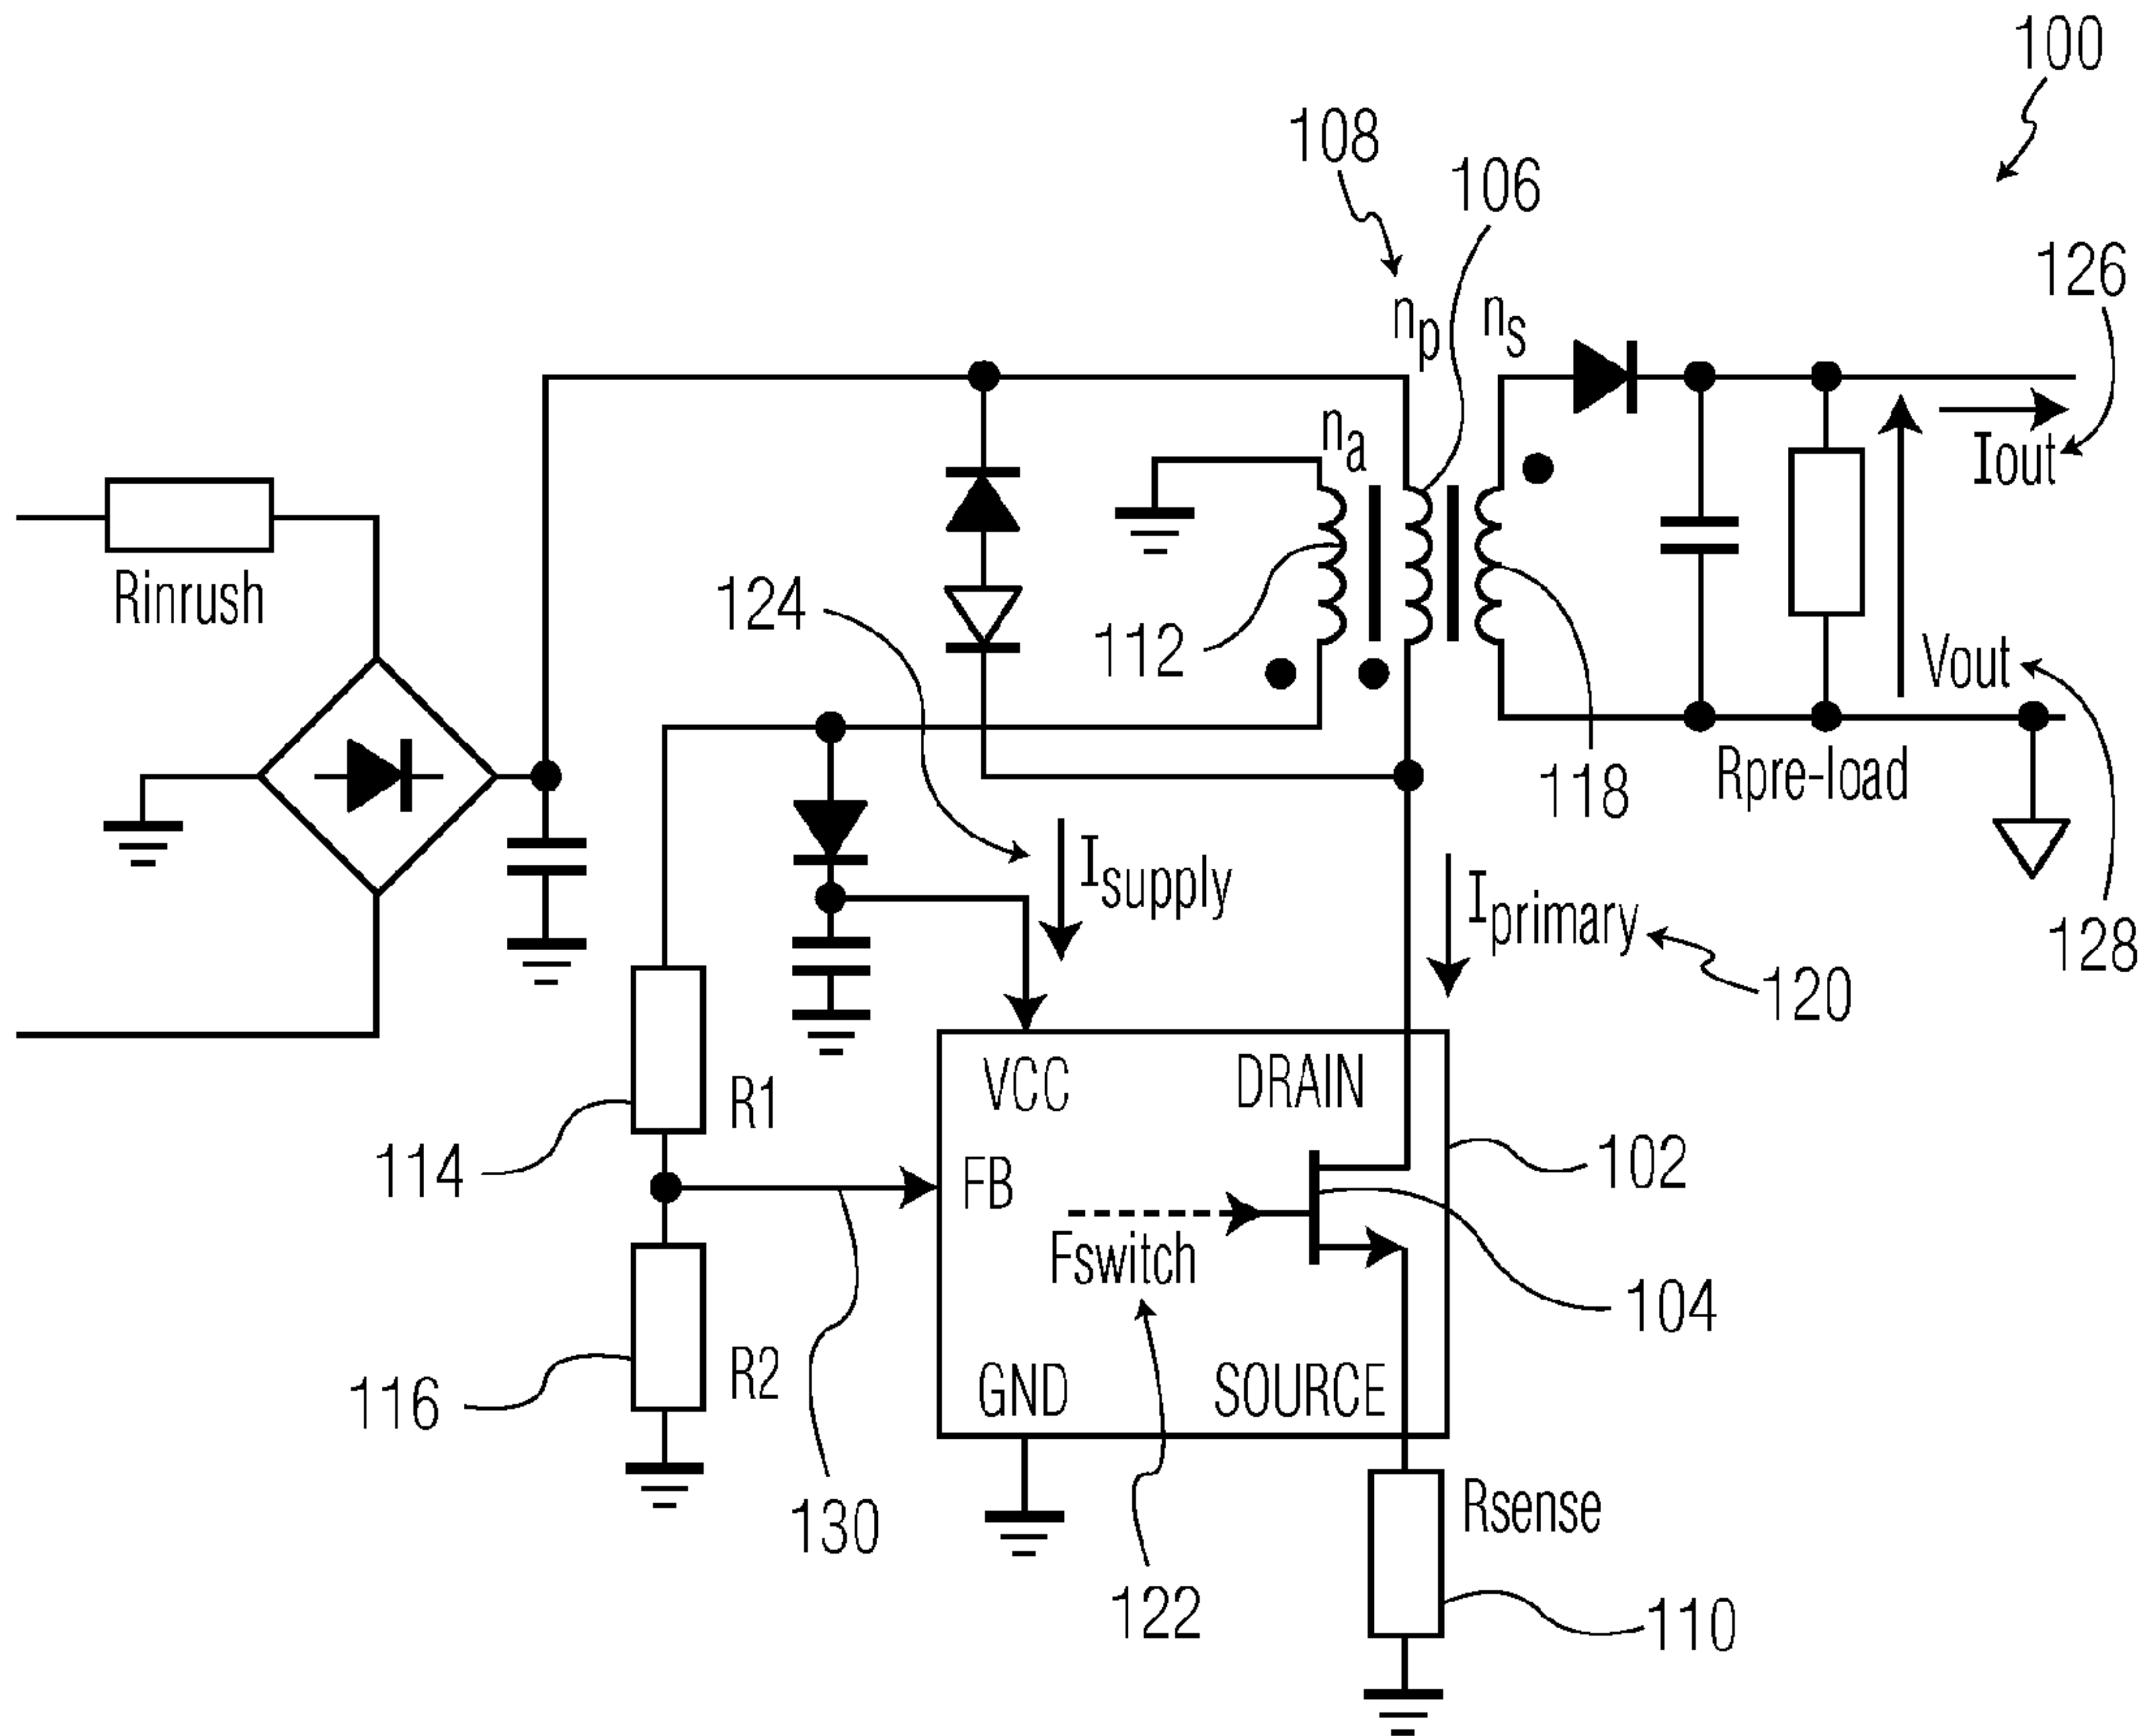 100
108
106
126
np
ns
na
Iout
Rinrush
124
112
Vout
118
Rpre-load
Isupply
Iprimary
128
120
VCC
DRAIN
R1
114
FB
102
Fswitch
104
116
R2
GND
SOURCE
130
Rsense
122
110